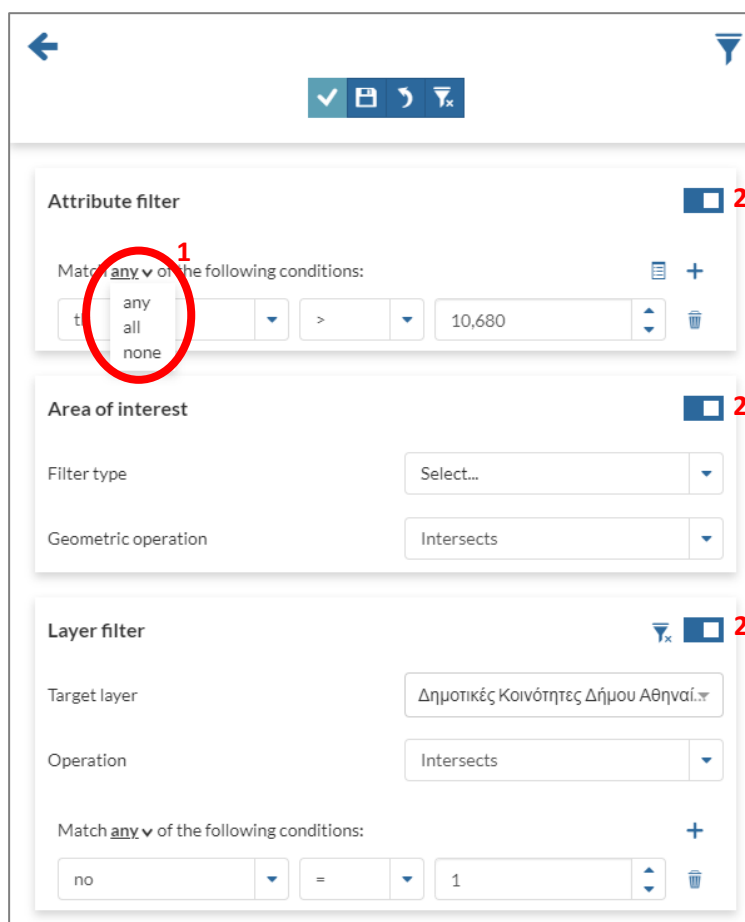 Attribute filter 2
1
Match any of the following conditions:
any
all
none
> 10,680
Area of interest 2
Filter type Select...
Geometric operation Intersects
Layer filter 2
Target layer Δημοτικές Κοινότητες Δήμου Αθηναί...
Operation Intersects
Match any of the following conditions:
no = 1